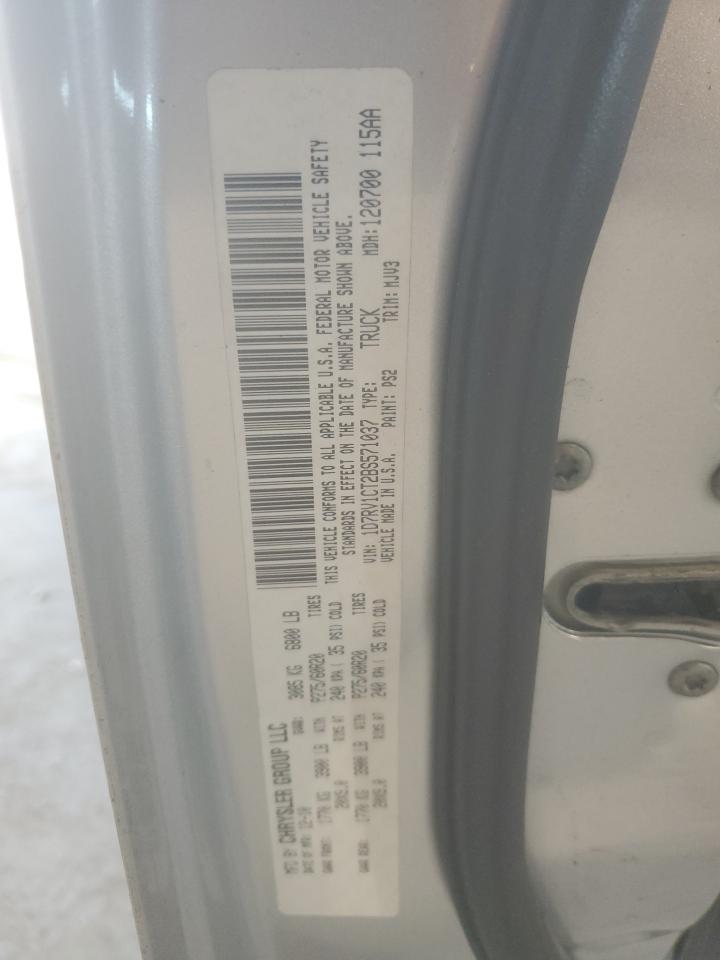 MFD BY CHRYSLER GROUP LLC
DATE OF MFR: 12-10 GVWR: 3085 KG 6800 LB
GAWR FRONT: 1770 KG 3900 LB WITH P275/60R20 TIRES
20X9.0 RIMS AT 240 KPA ( 35 PSI) COLD
GAWR REAR: 1770 KG 3900 LB WITH P275/60R20 TIRES
20X9.0 RIMS AT 240 KPA ( 35 PSI) COLD
THIS VEHICLE CONFORMS TO ALL APPLICABLE U.S.A. FEDERAL MOTOR VEHICLE SAFETY
STANDARDS IN EFFECT ON THE DATE OF MANUFACTURE SHOWN ABOVE.
VIN: 1D7RV1CT2BS571037 TYPE: TRUCK MDH: 120700 115AA
VEHICLE MADE IN U.S.A. PAINT: PS2 TRIM: MJV3